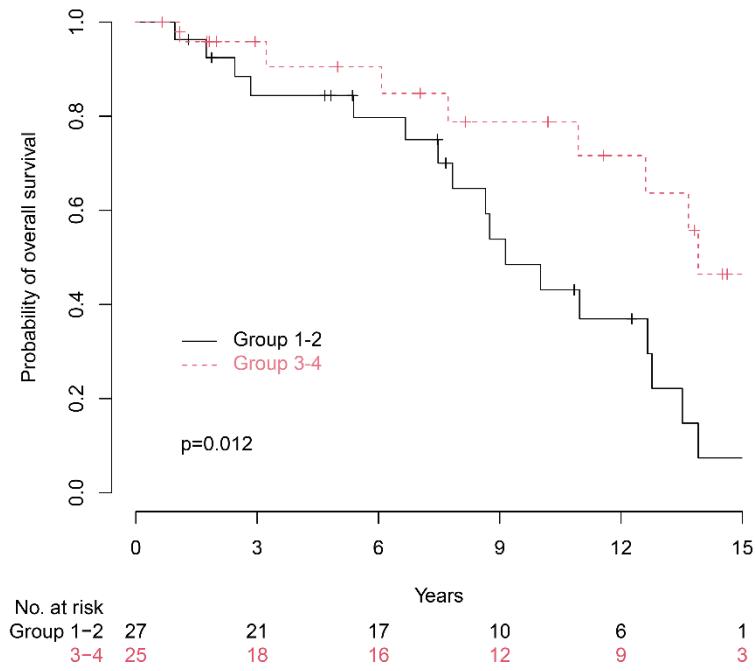 1.0
0.8
0.6
0.4
0.2
0.0
Probability of overall survival
Group 1-2
Group 3-4
p=0.012
0 3 6 9 12 15
Years
No. at risk
Group 1−2 27 21 17 10 6 1
3−4 25 18 16 12 9 3